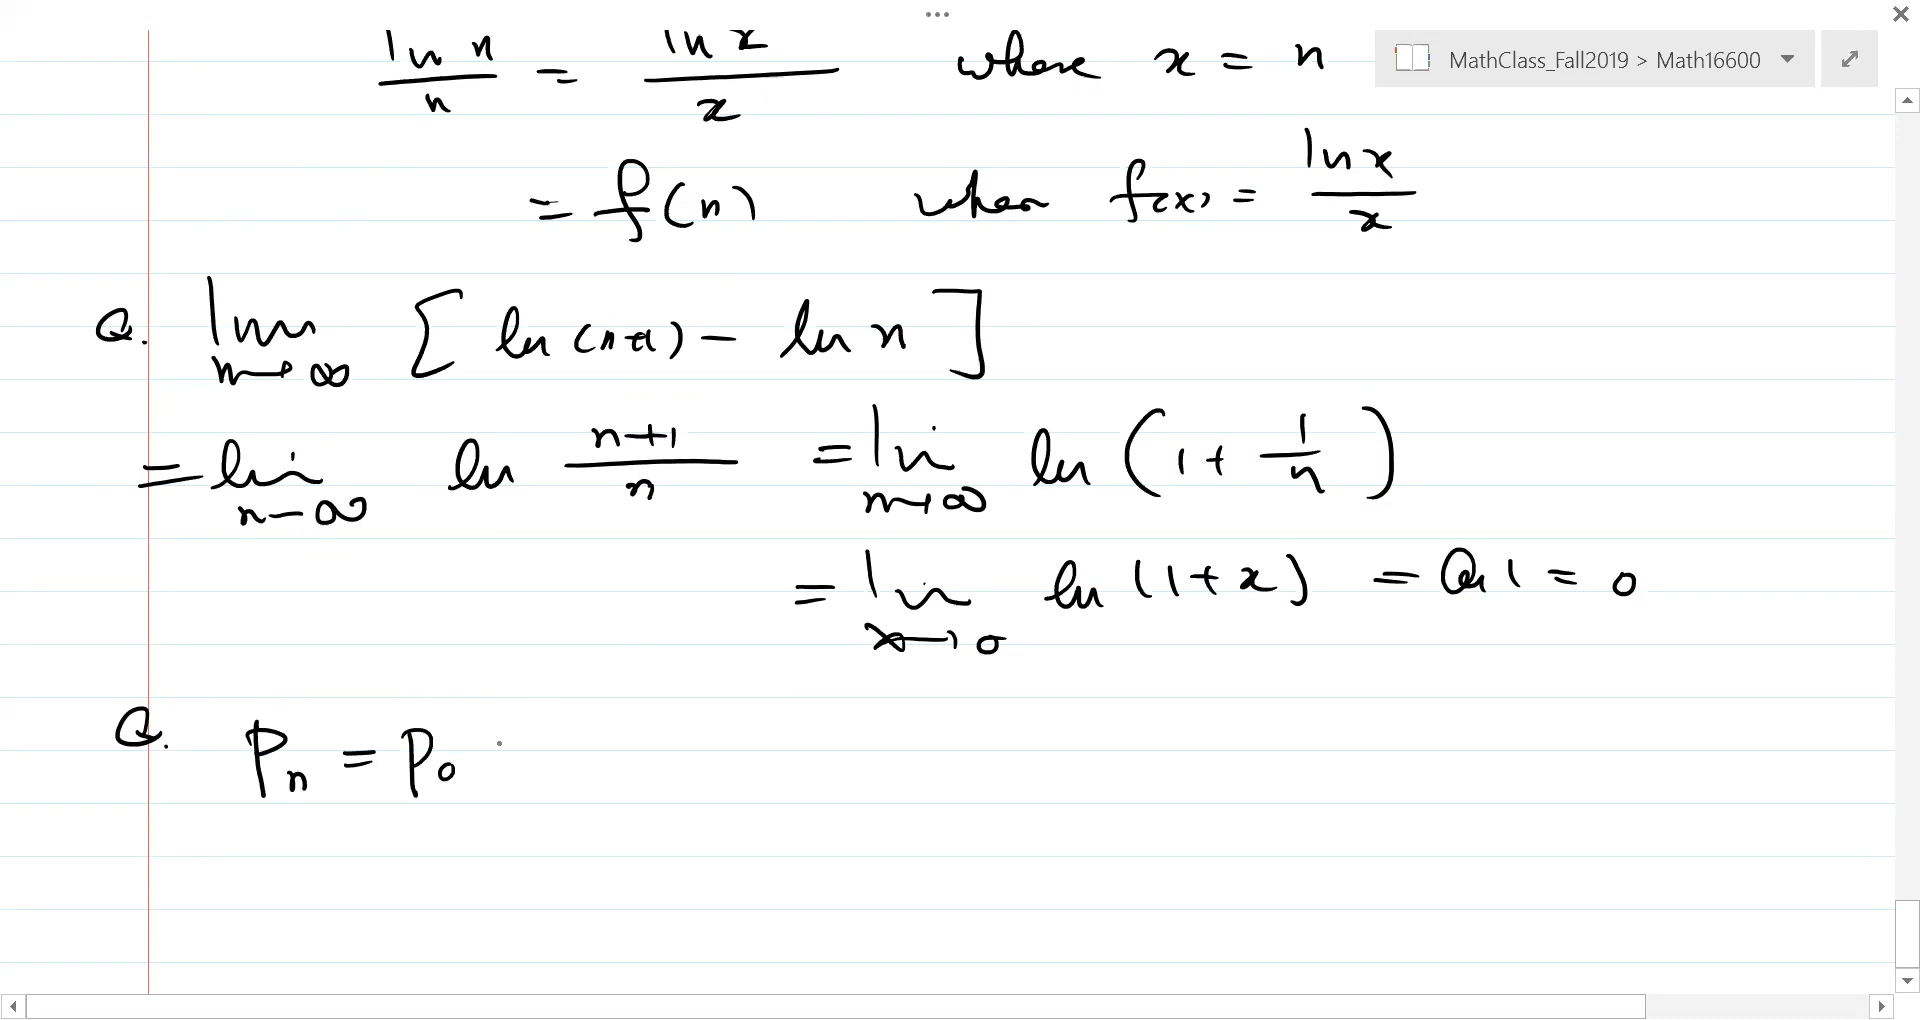 ln n / n = ln x / x where x = n
MathClass_Fall2019 > Math16600
= f(n) when f(x) = ln x / x
Q. lim n→∞ [ ln(n+1) - ln n ]
= lim n→∞ ln n+1 / n = lim n→∞ ln (1 + 1/n)
= lim x→0 ln (1+x) = ln 1 = 0
Q. Pn = P0